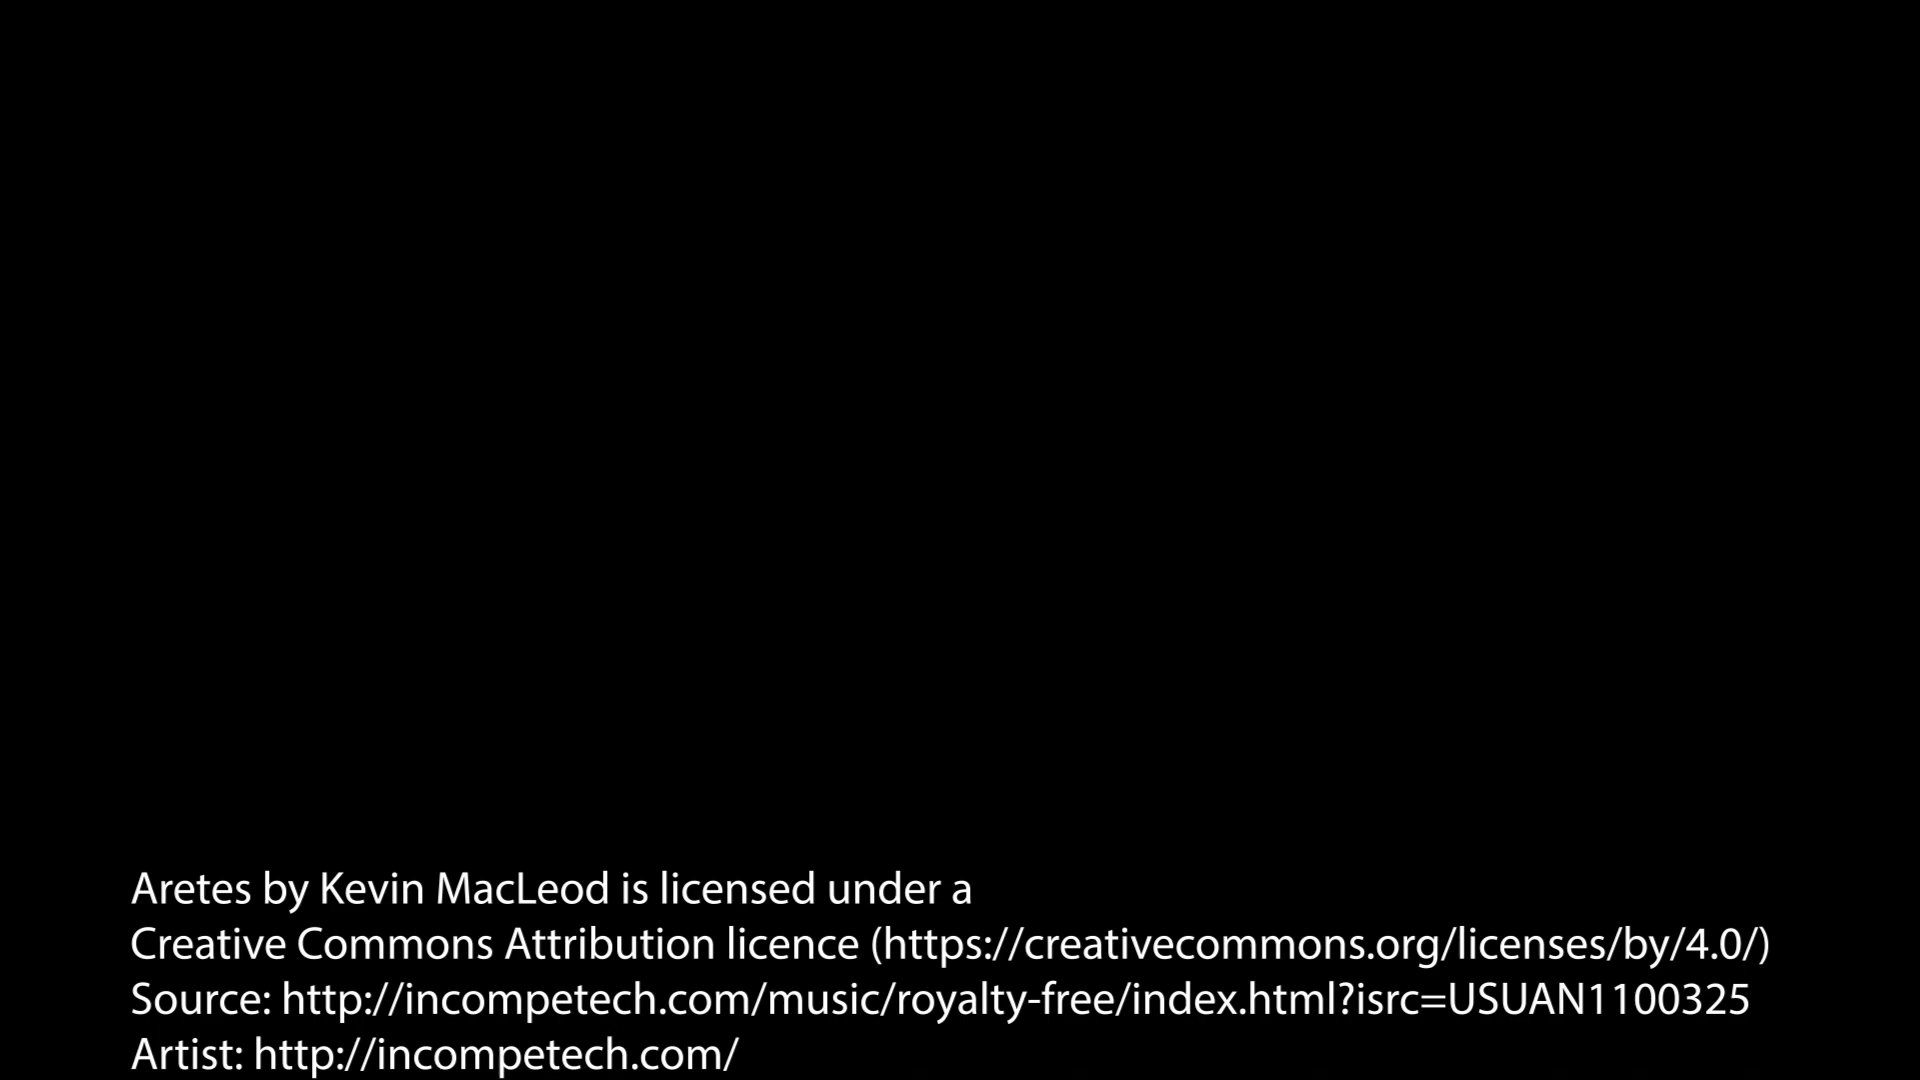 Aretes by Kevin MacLeod is licensed under a
Creative Commons Attribution licence (https://creativecommons.org/licenses/by/4.0/)
Source: http://incompetech.com/music/royalty-free/index.html?isrc=USUAN1100325
Artist: http://incompetech.com/